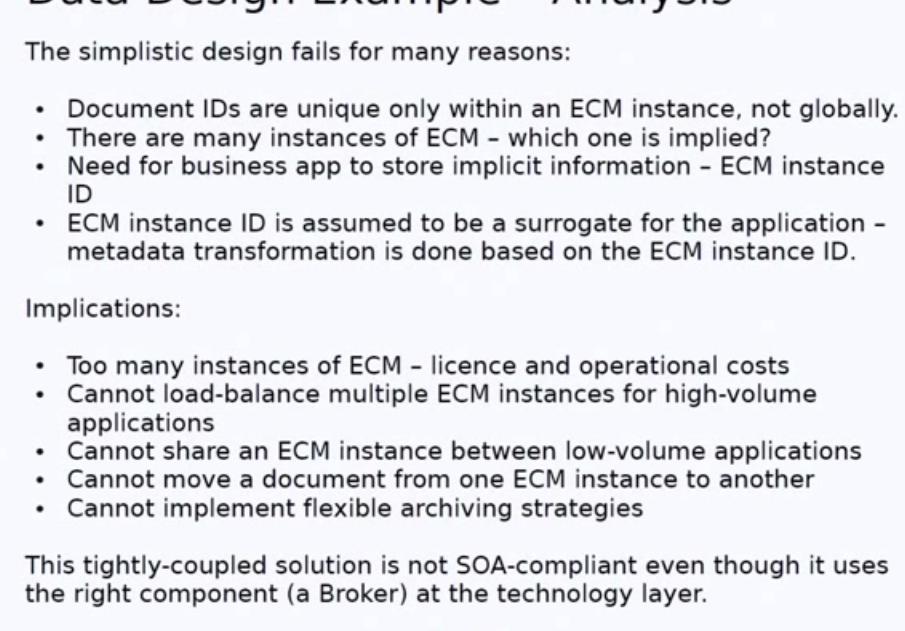 Data Design Example – Analysis
The simplistic design fails for many reasons:
• Document IDs are unique only within an ECM instance, not globally.
• There are many instances of ECM – which one is implied?
• Need for business app to store implicit information – ECM instance
ID
• ECM instance ID is assumed to be a surrogate for the application –
metadata transformation is done based on the ECM instance ID.
Implications:
• Too many instances of ECM – licence and operational costs
• Cannot load-balance multiple ECM instances for high-volume
applications
• Cannot share an ECM instance between low-volume applications
• Cannot move a document from one ECM instance to another
• Cannot implement flexible archiving strategies
This tightly-coupled solution is not SOA-compliant even though it uses
the right component (a Broker) at the technology layer.